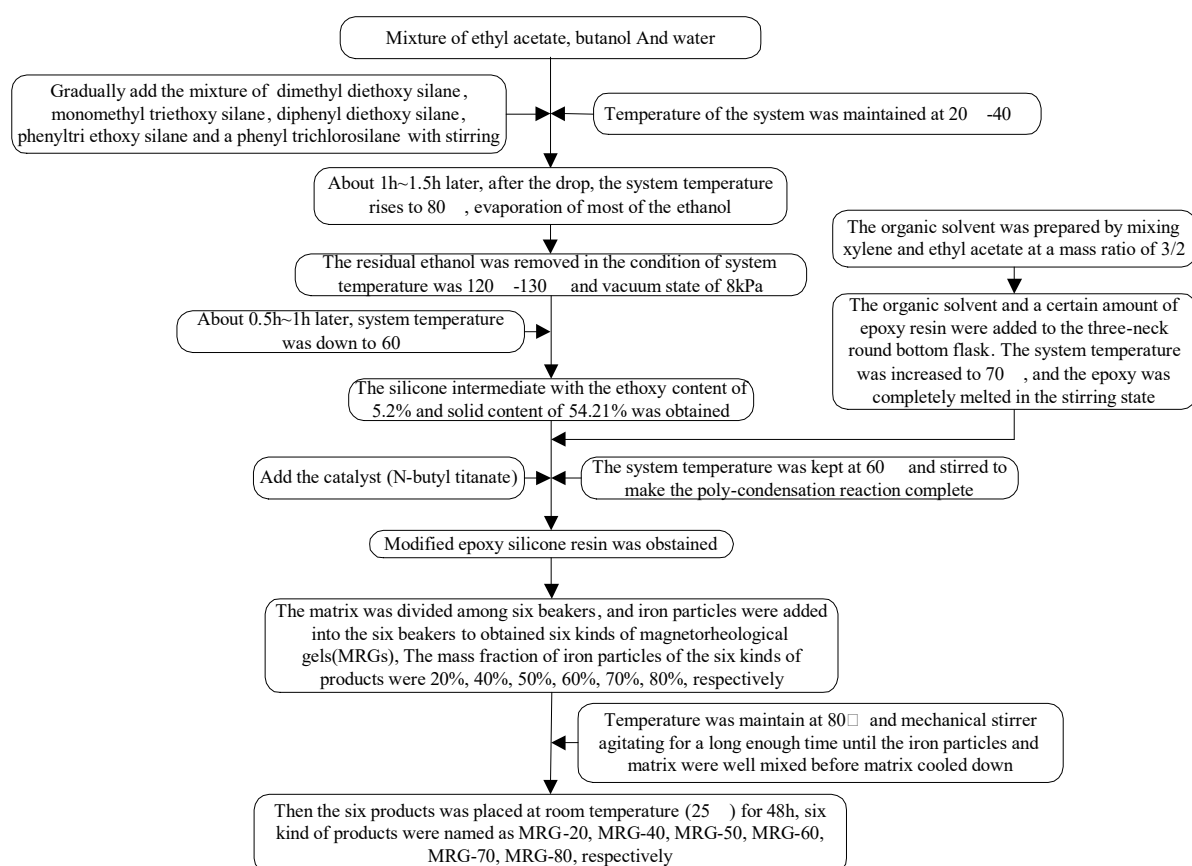 Mixture of ethyl acetate, butanol And water
Gradually add the mixture of dimethyl diethoxy silane,
monomethyl triethoxy silane, diphenyl diethoxy silane,
phenyltri ethoxy silane and a phenyl trichlorosilane with stirring
Temperature of the system was maintained at 20 -40
About 1h~1.5h later, after the drop, the system temperature
rises to 80 , evaporation of most of the ethanol
The residual ethanol was removed in the condition of system
temperature was 120 -130 and vacuum state of 8kPa
About 0.5h~1h later, system temperature
was down to 60
The silicone intermediate with the ethoxy content of
5.2% and solid content of 54.21% was obtained
The organic solvent was prepared by mixing
xylene and ethyl acetate at a mass ratio of 3/2
The organic solvent and a certain amount of
epoxy resin were added to the three-neck
round bottom flask. The system temperature
was increased to 70 , and the epoxy was
completely melted in the stirring state
Add the catalyst (N-butyl titanate)
The system temperature was kept at 60 and stirred to
make the poly-condensation reaction complete
Modified epoxy silicone resin was obstained
The matrix was divided among six beakers, and iron particles were added
into the six beakers to obtained six kinds of magnetorheological
gels(MRGs), The mass fraction of iron particles of the six kinds of
products were 20%, 40%, 50%, 60%, 70%, 80%, respectively
Temperature was maintain at 80□ and mechanical stirrer
agitating for a long enough time until the iron particles and
matrix were well mixed before matrix cooled down
Then the six products was placed at room temperature (25 ) for 48h, six
kind of products were named as MRG-20, MRG-40, MRG-50, MRG-60,
MRG-70, MRG-80, respectively